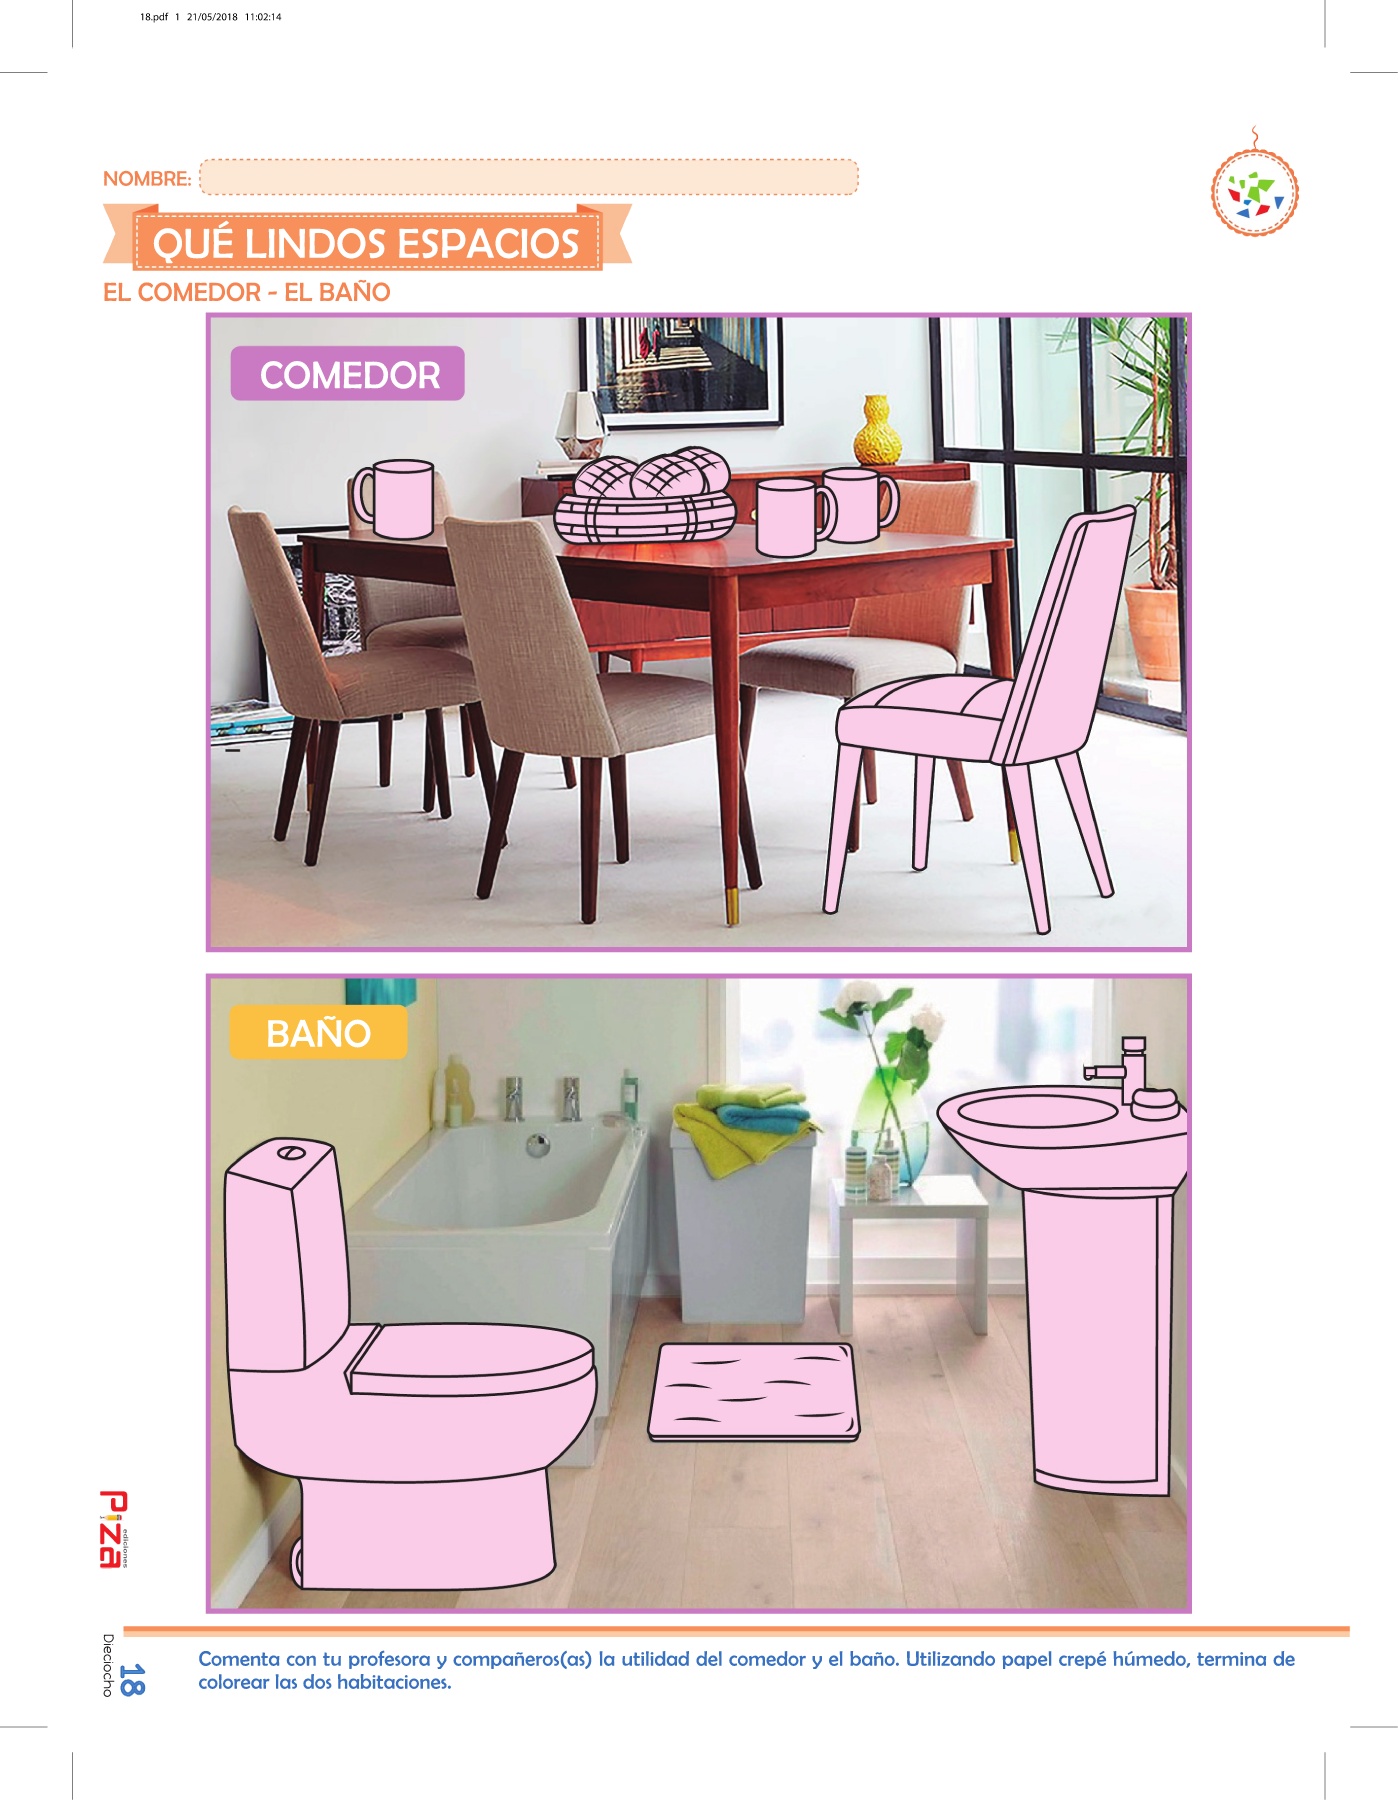 18.pdf 1 21/05/2018 11:02:14
NOMBRE:
QUÉ LINDOS ESPACIOS
EL COMEDOR - EL BAÑO
COMEDOR
BAÑO
Piza
ediciones
Dieciocho
18
Comenta con tu profesora y compañeros(as) la utilidad del comedor y el baño. Utilizando papel crepé húmedo, termina de
colorear las dos habitaciones.